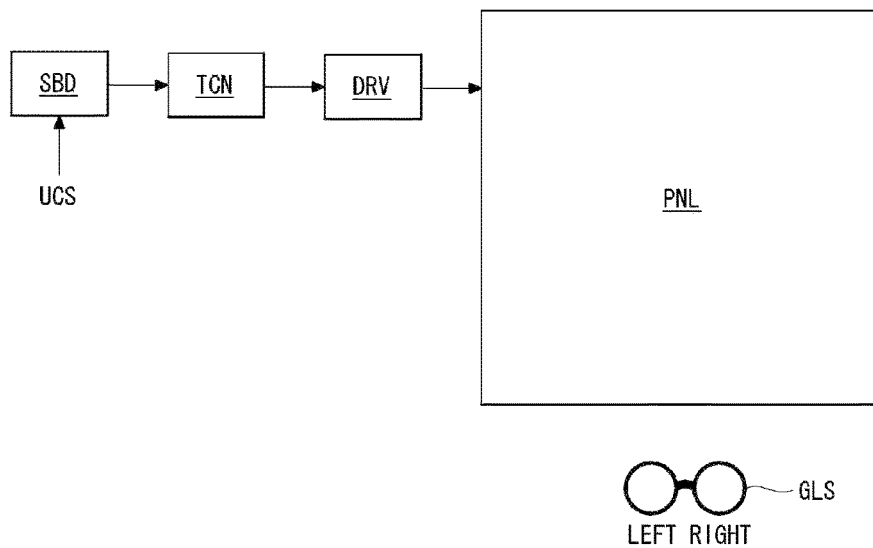 SBD
TCN
DRV
UCS
PNL
GLS
LEFT RIGHT